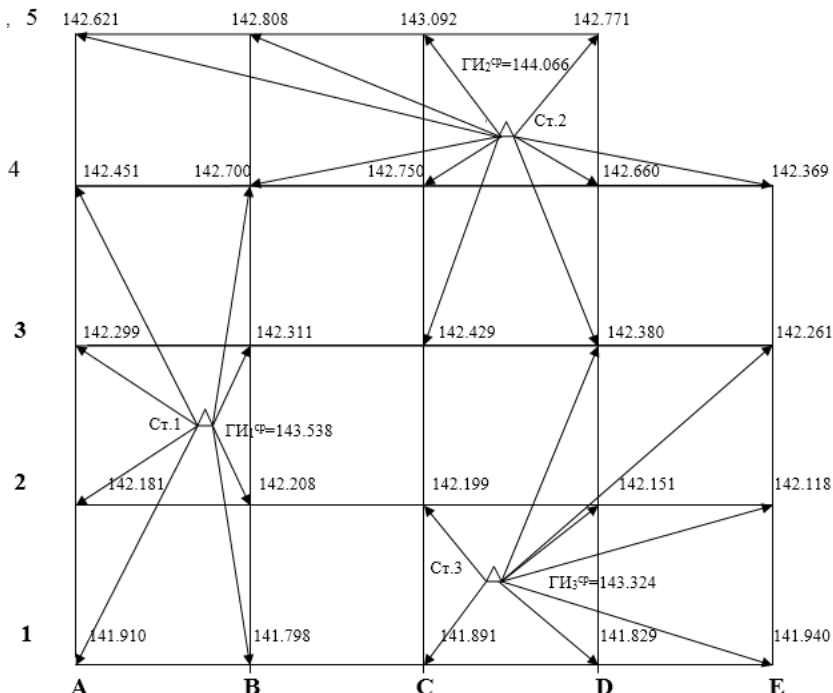 , 5 142.621 142.808 143.092 142.771
ГИ₂ᶜᵖ=144.066
Ст.2
4 142.451 142.700 142.750 142.660 142.369
3 142.299 142.311 142.429 142.380 142.261
Ст.1 ГИ₁ᶜᵖ=143.538
2 142.181 142.208 142.199 142.151 142.118
Ст.3 ГИ₃ᶜᵖ=143.324
1 141.910 141.798 141.891 141.829 141.940
A B C D E